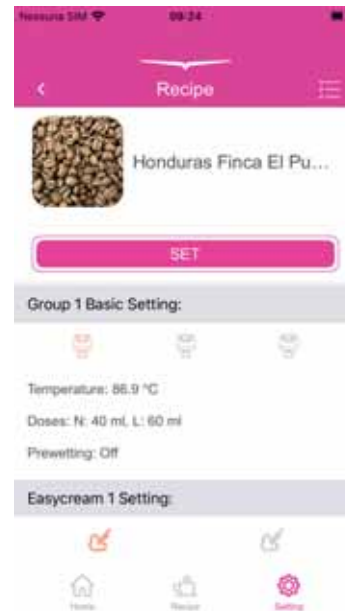 Nessuna SIM 09:24
Recipe
Honduras Finca El Pu...
SET
Group 1 Basic Setting:
Temperature: 86.9 °C
Doses: N: 40 ml, L: 60 ml
Prewetting: Off
Easycream 1 Setting:
Home Recipe Setting